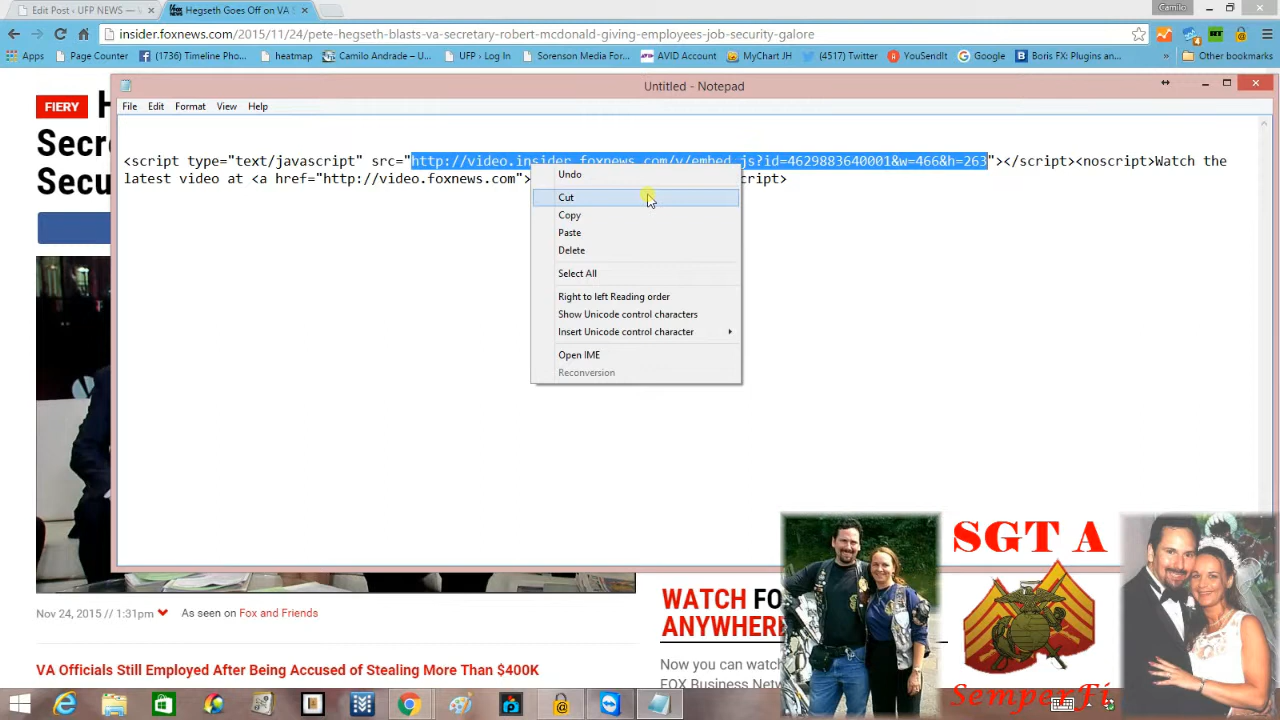 Edit Post ‹ UFP NEWS —
Hegseth Goes Off on VA S
Camilo
insider.foxnews.com/2015/11/24/pete-hegseth-blasts-va-secretary-robert-mcdonald-giving-employees-job-security-galore
Apps
Page Counter
(1736) Timeline Pho...
heatmap
Camilo Andrade – U...
UFP › Log In
Sorenson Media For...
AVID Account
MyChart JH
(4517) Twitter
YouSendIt
Google
Boris FX: Plugins an...
Other bookmarks
Untitled - Notepad
File Edit Format View Help
FIERY
Secre
Secu
<script type="text/javascript" src="http://video.insider.foxnews.com/v/embed.js?id=4629883640001&w=466&h=263"></script><noscript>Watch the
latest video at <a href="http://video.foxnews.com">
cript>
Undo
Cut
Copy
Paste
Delete
Select All
Right to left Reading order
Show Unicode control characters
Insert Unicode control character
Open IME
Reconversion
SGT A
SemperFi
Nov 24, 2015 // 1:31pm
As seen on Fox and Friends
VA Officials Still Employed After Being Accused of Stealing More Than $400K
WATCH FO
ANYWHER
Now you can watch
FOX Business Net